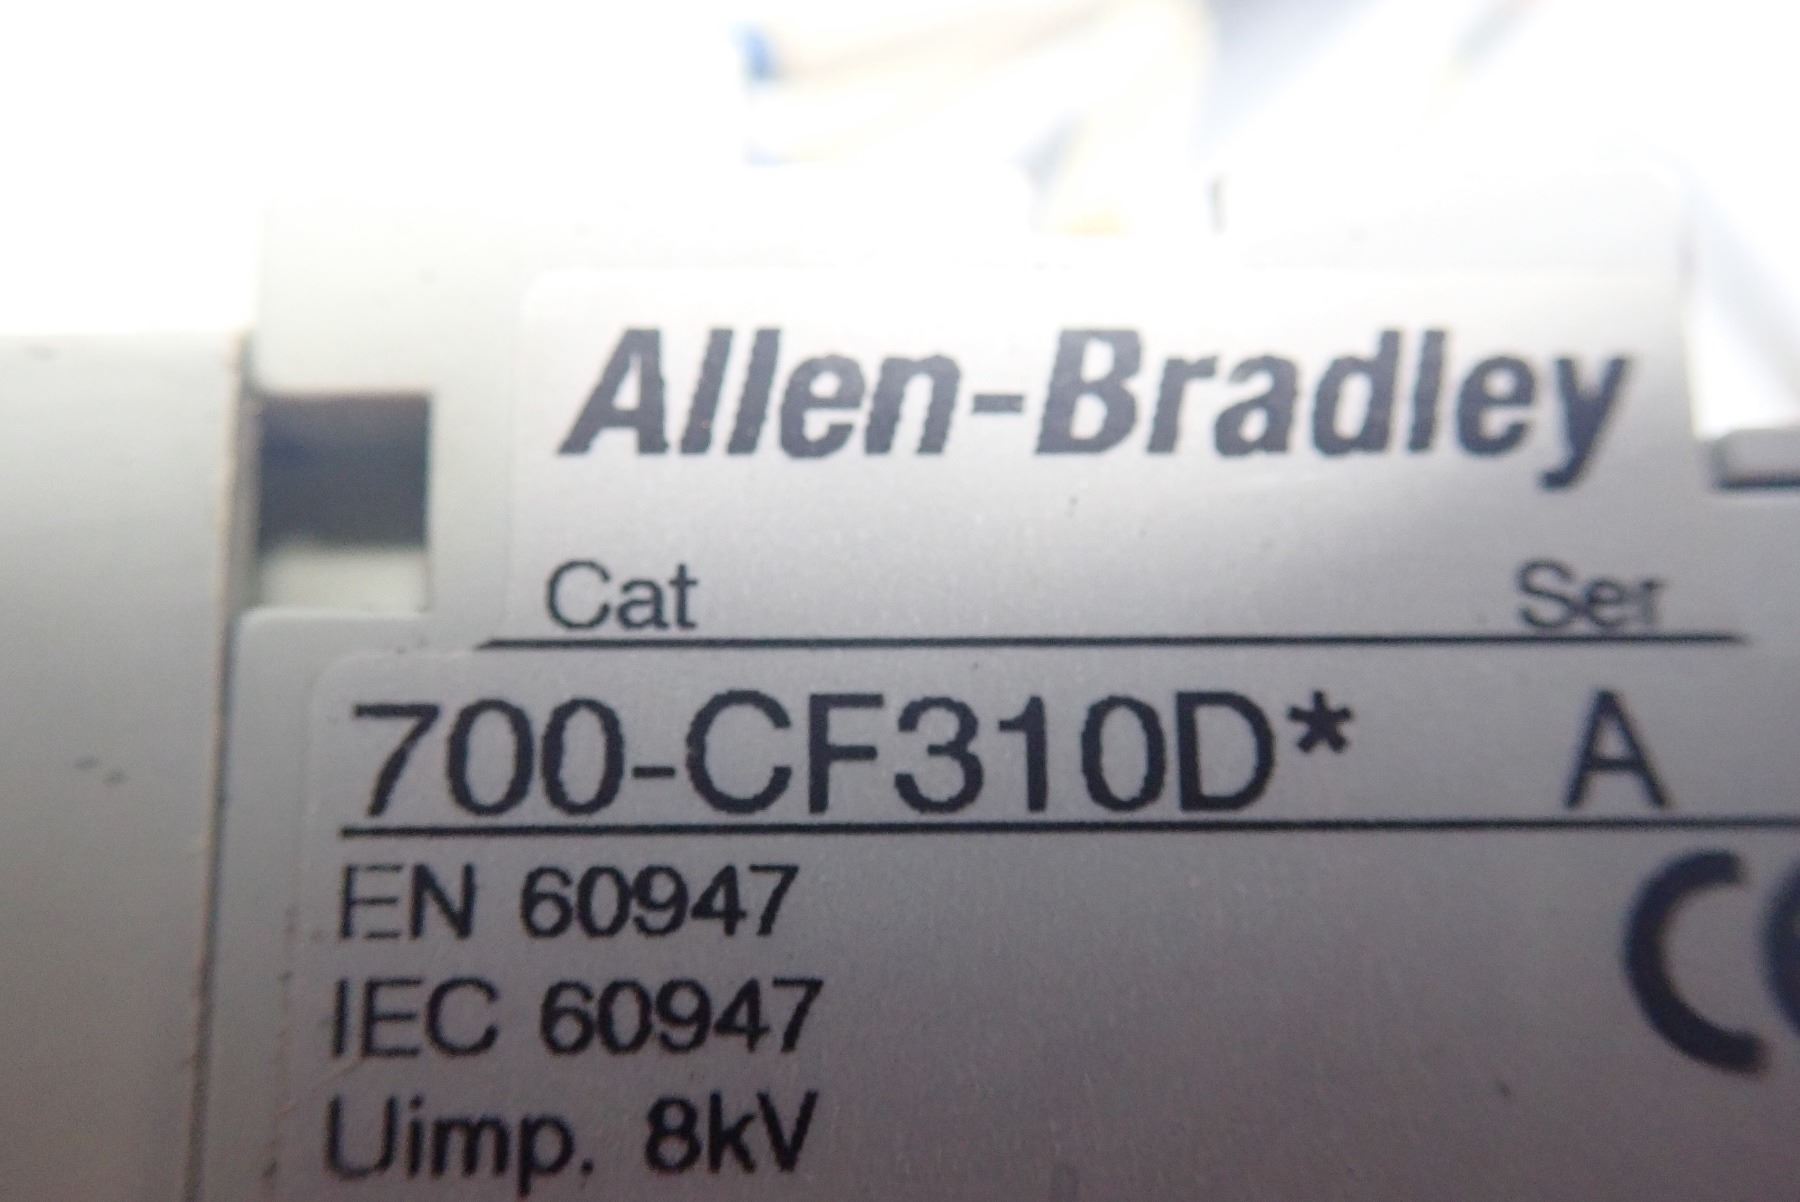 Allen-Bradley
Cat Ser
700-CF310D* A
EN 60947
IEC 60947
Uimp. 8kV